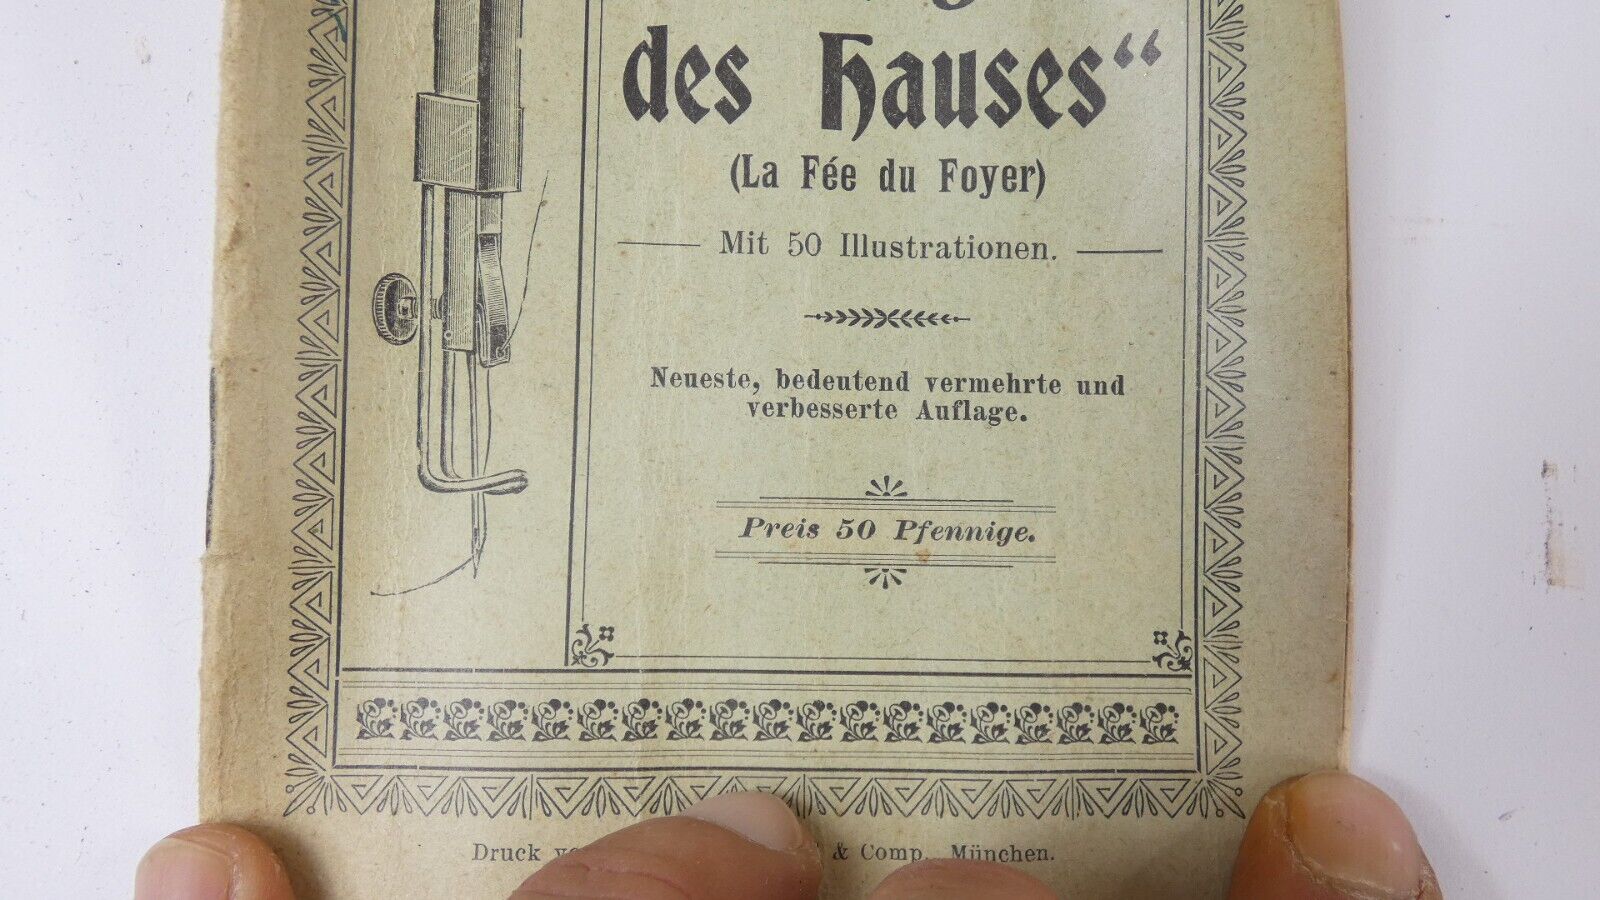 des Hauses“
(La Fée du Foyer)
Mit 50 Illustrationen.
Neueste, bedeutend vermehrte und
verbesserte Auflage.
Preis 50 Pfennige.
Druck & Comp., München.